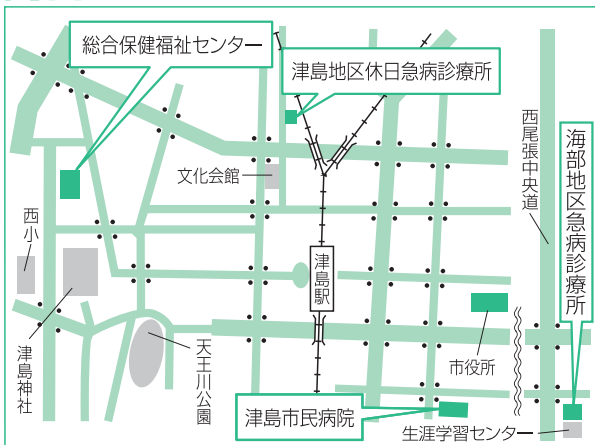 総合保健福祉センター
津島地区休日急病診療所
西尾張中央道
海部地区急病診療所
文化会館
西小
津島駅
市役所
津島神社
天王川公園
津島市民病院
生涯学習センター